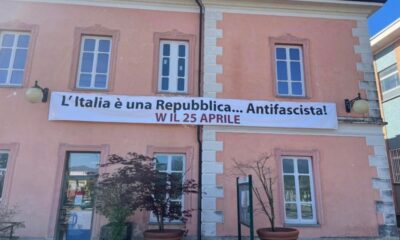 L' Italia è una Repubblica... Antifascista!
W IL 25 APRILE